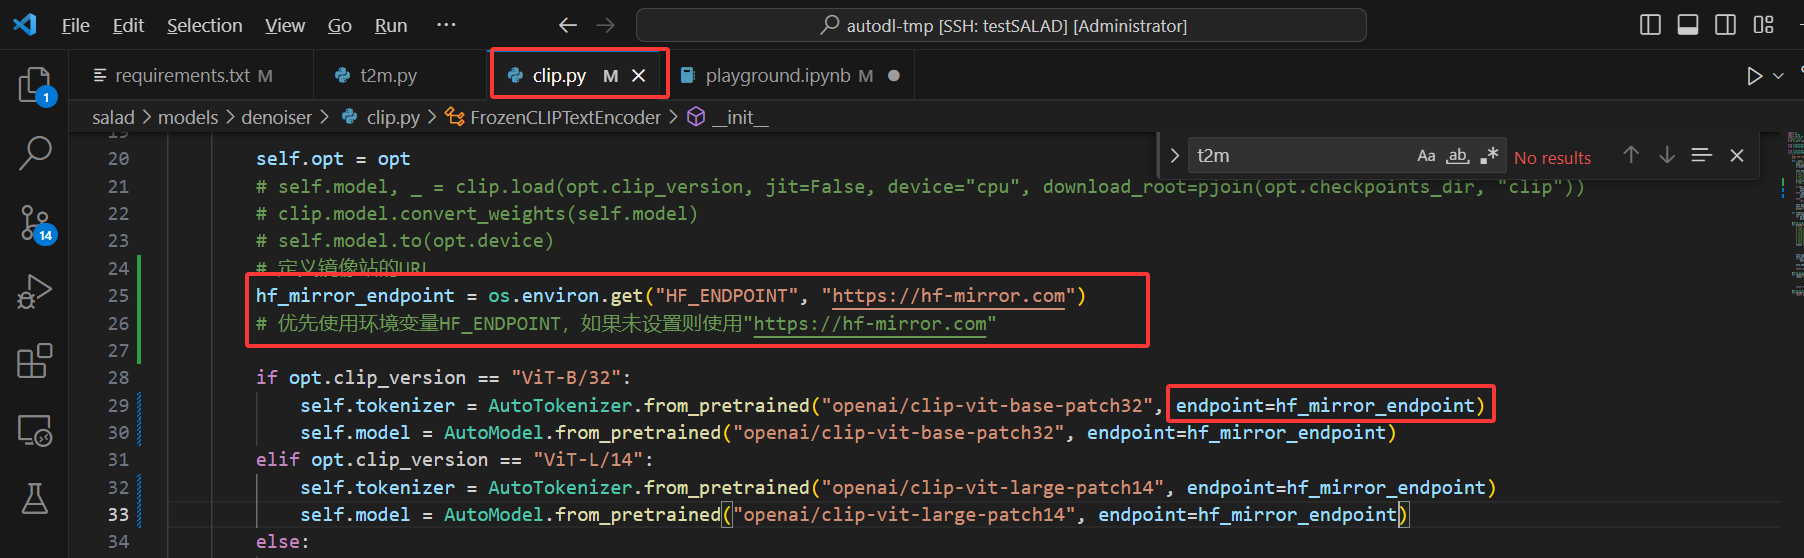 File Edit Selection View Go Run ··· autodl-tmp [SSH: testSALAD] [Administrator]
requirements.txt M t2m.py clip.py M playground.ipynb M
1
salad > models > denoiser > clip.py > FrozenCLIPTextEncoder > __init__
t2m Aa ab No results
19
20 self.opt = opt
21 # self.model, _ = clip.load(opt.clip_version, jit=False, device="cpu", download_root=pjoin(opt.checkpoints_dir, "clip"))
22 # clip.model.convert_weights(self.model)
14
23 # self.model.to(opt.device)
24 # 定义镜像站的URL
25 hf_mirror_endpoint = os.environ.get("HF_ENDPOINT", "https://hf-mirror.com")
26 # 优先使用环境变量HF_ENDPOINT，如果未设置则使用"https://hf-mirror.com"
27
28 if opt.clip_version == "ViT-B/32":
29 self.tokenizer = AutoTokenizer.from_pretrained("openai/clip-vit-base-patch32", endpoint=hf_mirror_endpoint)
30 self.model = AutoModel.from_pretrained("openai/clip-vit-base-patch32", endpoint=hf_mirror_endpoint)
31 elif opt.clip_version == "ViT-L/14":
32 self.tokenizer = AutoTokenizer.from_pretrained("openai/clip-vit-large-patch14", endpoint=hf_mirror_endpoint)
33 self.model = AutoModel.from_pretrained("openai/clip-vit-large-patch14", endpoint=hf_mirror_endpoint)
34 else: